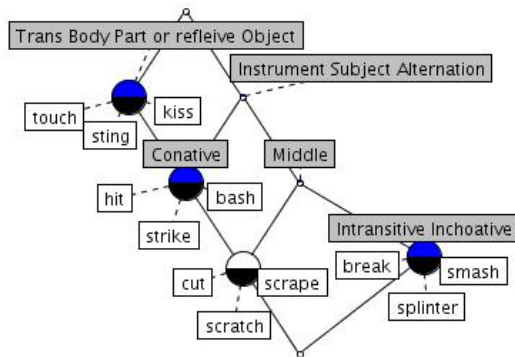 Trans Body Part or refleive Object
Instrument Subject Alternation
touch
kiss
sting
Conative
Middle
hit
bash
strike
Intransitive Inchoative
break
smash
cut
scrape
splinter
scratch